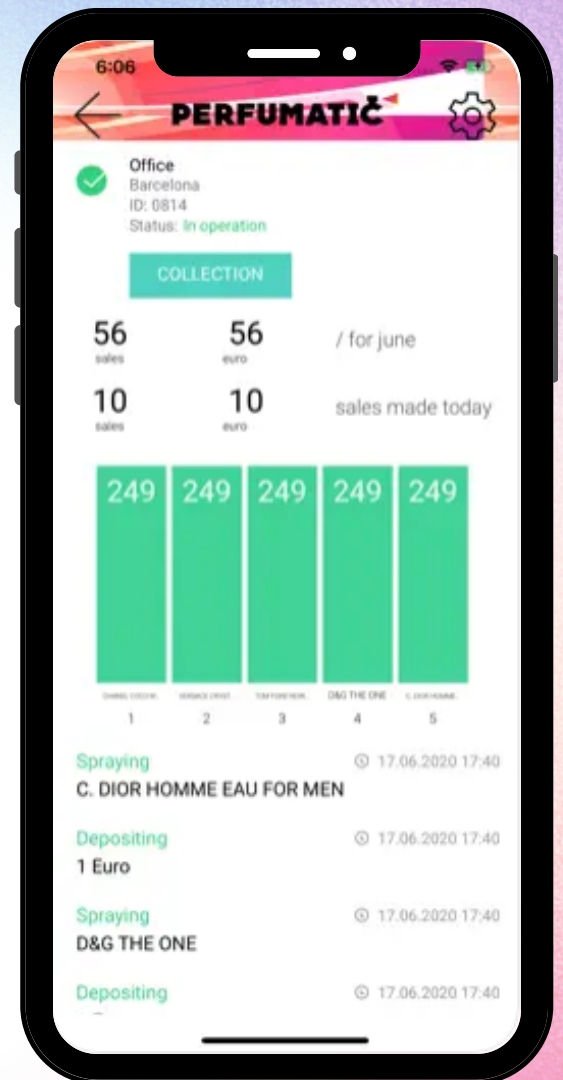 6:06
PERFUMATIČ
Office
Barcelona
ID: 0814
Status: In operation
COLLECTION
56 56 / for june
sales euro
10 10 sales made today
sales euro
249 249 249 249 249
D&G THE ONE
1 2 3 4 5
Spraying 17.06.2020 17:40
C. DIOR HOMME EAU FOR MEN
Depositing 17.06.2020 17:40
1 Euro
Spraying 17.06.2020 17:40
D&G THE ONE
Depositing 17.06.2020 17:40